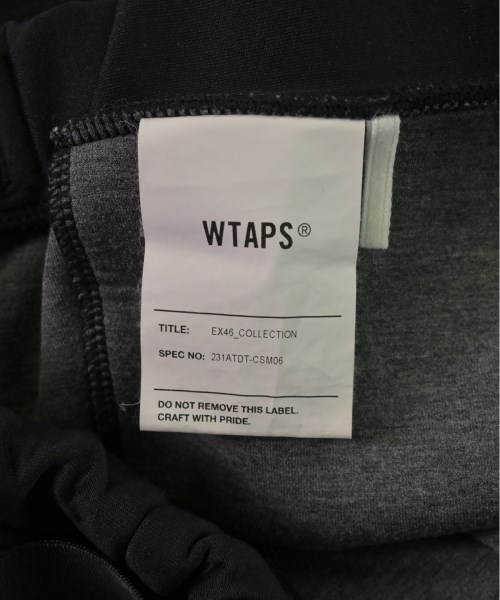 WTAPS®
TITLE: EX46_COLLECTION
SPEC NO: 231ATDT-CSM06
DO NOT REMOVE THIS LABEL.
CRAFT WITH PRIDE.